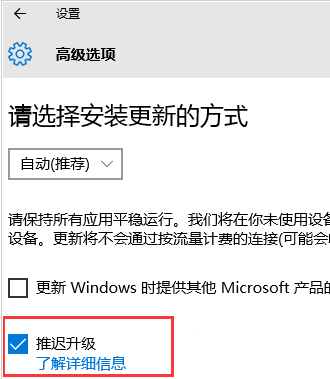 设置
高级选项
请选择安装更新的方式
自动(推荐)
请保持所有应用平稳运行。我们将在你未使用设
设备。更新将不会通过按流量计费的连接(可能会
更新 Windows 时提供其他 Microsoft 产品的
推迟升级
了解详细信息